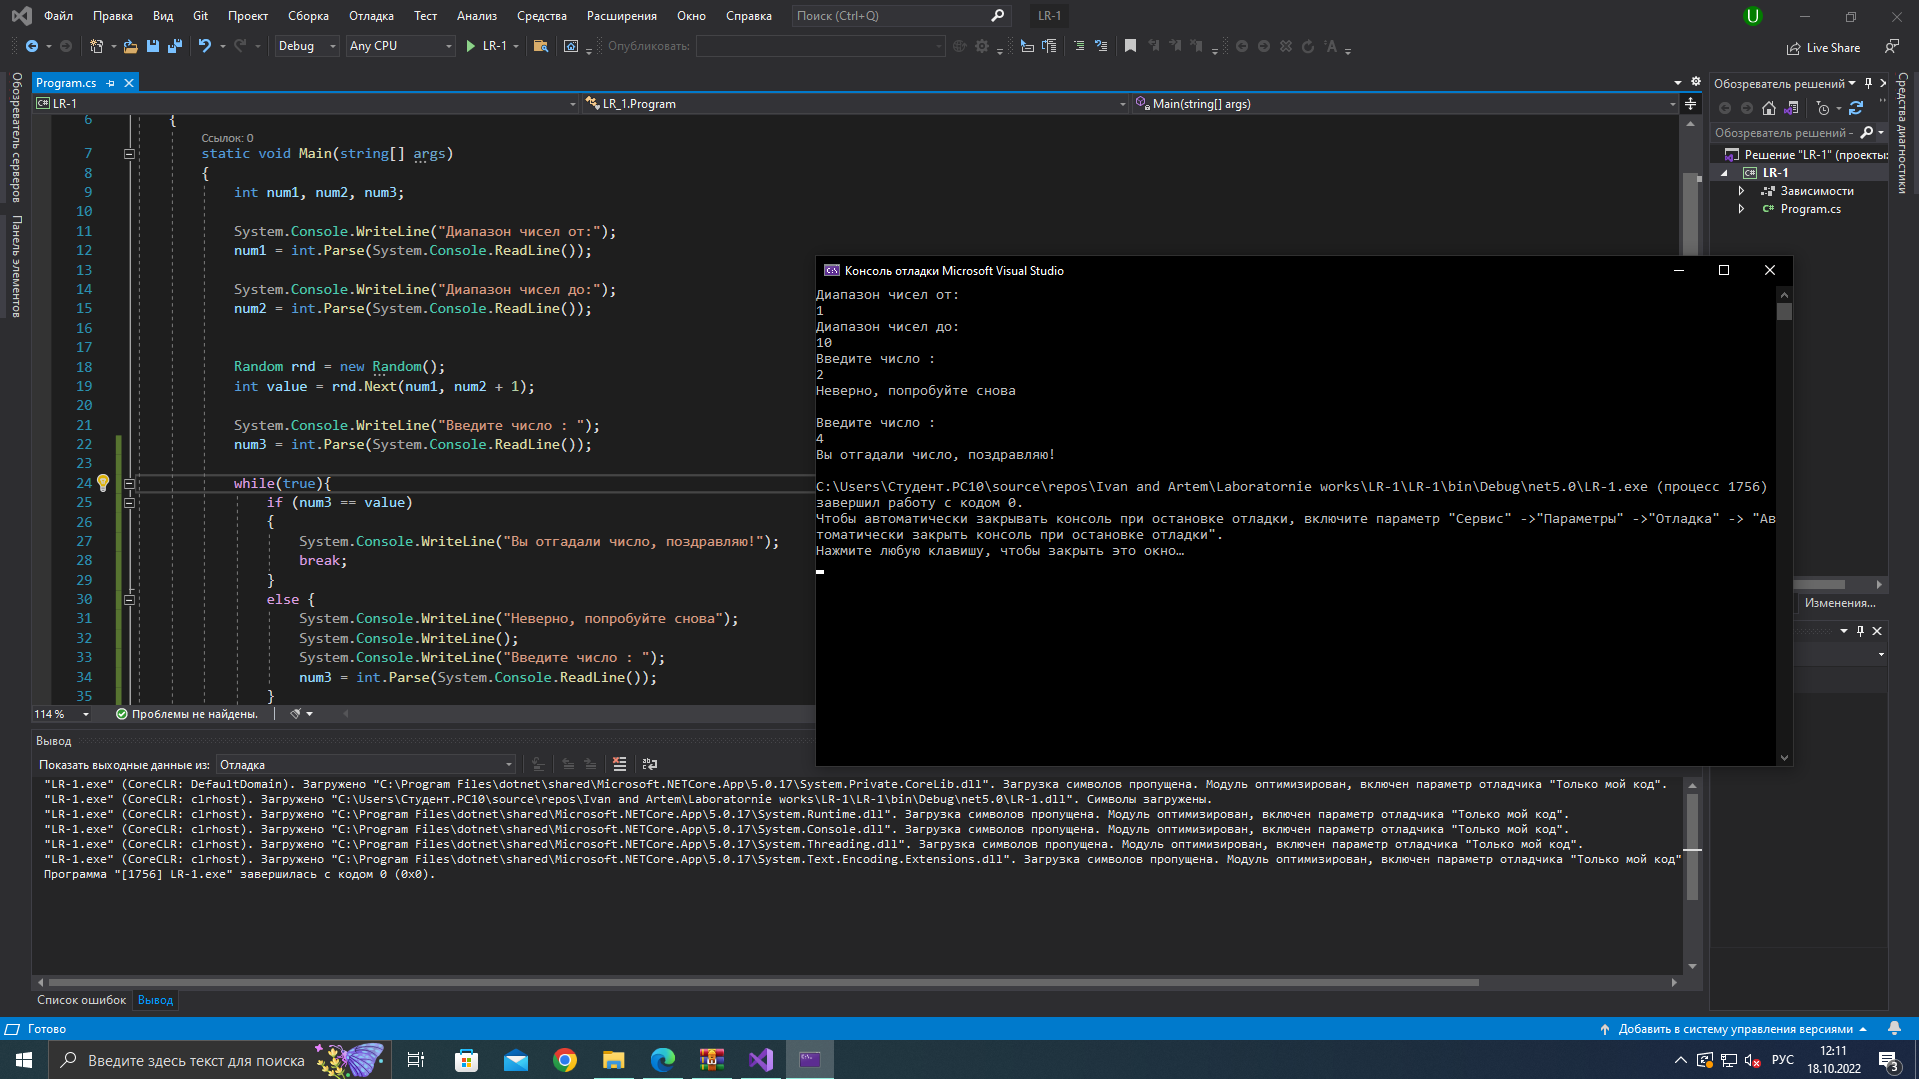 Файл Правка Вид Git Проект Сборка Отладка Тест Анализ Средства Расширения Окно Справка Поиск (Ctrl+Q) LR-1 U
Debug Any CPU LR-1 Опубликовать: Live Share
Обозреватель серверов
Панель элементов
Program.cs
LR-1 LR_1.Program Main(string[] args)
6 {
Ссылок: 0
7 static void Main(string[] args)
8 {
9 int num1, num2, num3;
10
11 System.Console.WriteLine("Диапазон чисел от:");
12 num1 = int.Parse(System.Console.ReadLine());
13
14 System.Console.WriteLine("Диапазон чисел до:");
15 num2 = int.Parse(System.Console.ReadLine());
16
17
18 Random rnd = new Random();
19 int value = rnd.Next(num1, num2 + 1);
20
21 System.Console.WriteLine("Введите число : ");
22 num3 = int.Parse(System.Console.ReadLine());
23
24 while(true){
25 if (num3 == value)
26 {
27 System.Console.WriteLine("Вы отгадали число, поздравляю!");
28 break;
29 }
30 else {
31 System.Console.WriteLine("Неверно, попробуйте снова");
32 System.Console.WriteLine();
33 System.Console.WriteLine("Введите число : ");
34 num3 = int.Parse(System.Console.ReadLine());
35 }
114 % Проблемы не найдены.
Консоль отладки Microsoft Visual Studio
Диапазон чисел от:
1
Диапазон чисел до:
10
Введите число :
2
Неверно, попробуйте снова
Введите число :
4
Вы отгадали число, поздравляю!
C:\Users\Студент.PC10\source\repos\Ivan and Artem\Laboratornie works\LR-1\LR-1\bin\Debug\net5.0\LR-1.exe (процесс 1756)
завершил работу с кодом 0.
Чтобы автоматически закрывать консоль при остановке отладки, включите параметр "Сервис" ->"Параметры" ->"Отладка" -> "Ав
томатически закрыть консоль при остановке отладки".
Нажмите любую клавишу, чтобы закрыть это окно…
Обозреватель решений
Обозреватель решений -
Решение "LR-1" (проекты:
LR-1
Зависимости
Program.cs
Изменения...
Средства диагностики
Вывод
Показать выходные данные из: Отладка
"LR-1.exe" (CoreCLR: DefaultDomain). Загружено "C:\Program Files\dotnet\shared\Microsoft.NETCore.App\5.0.17\System.Private.CoreLib.dll". Загрузка символов пропущена. Модуль оптимизирован, включен параметр отладчика "Только мой код".
"LR-1.exe" (CoreCLR: clrhost). Загружено "C:\Users\Студент.PC10\source\repos\Ivan and Artem\Laboratornie works\LR-1\LR-1\bin\Debug\net5.0\LR-1.dll". Символы загружены.
"LR-1.exe" (CoreCLR: clrhost). Загружено "C:\Program Files\dotnet\shared\Microsoft.NETCore.App\5.0.17\System.Runtime.dll". Загрузка символов пропущена. Модуль оптимизирован, включен параметр отладчика "Только мой код".
"LR-1.exe" (CoreCLR: clrhost). Загружено "C:\Program Files\dotnet\shared\Microsoft.NETCore.App\5.0.17\System.Console.dll". Загрузка символов пропущена. Модуль оптимизирован, включен параметр отладчика "Только мой код".
"LR-1.exe" (CoreCLR: clrhost). Загружено "C:\Program Files\dotnet\shared\Microsoft.NETCore.App\5.0.17\System.Threading.dll". Загрузка символов пропущена. Модуль оптимизирован, включен параметр отладчика "Только мой код".
"LR-1.exe" (CoreCLR: clrhost). Загружено "C:\Program Files\dotnet\shared\Microsoft.NETCore.App\5.0.17\System.Text.Encoding.Extensions.dll". Загрузка символов пропущена. Модуль оптимизирован, включен параметр отладчика "Только мой код"
Программа "[1756] LR-1.exe" завершилась с кодом 0 (0x0).
Список ошибок Вывод
Готово Добавить в систему управления версиями
Введите здесь текст для поиска РУС 12:11
18.10.2022 3